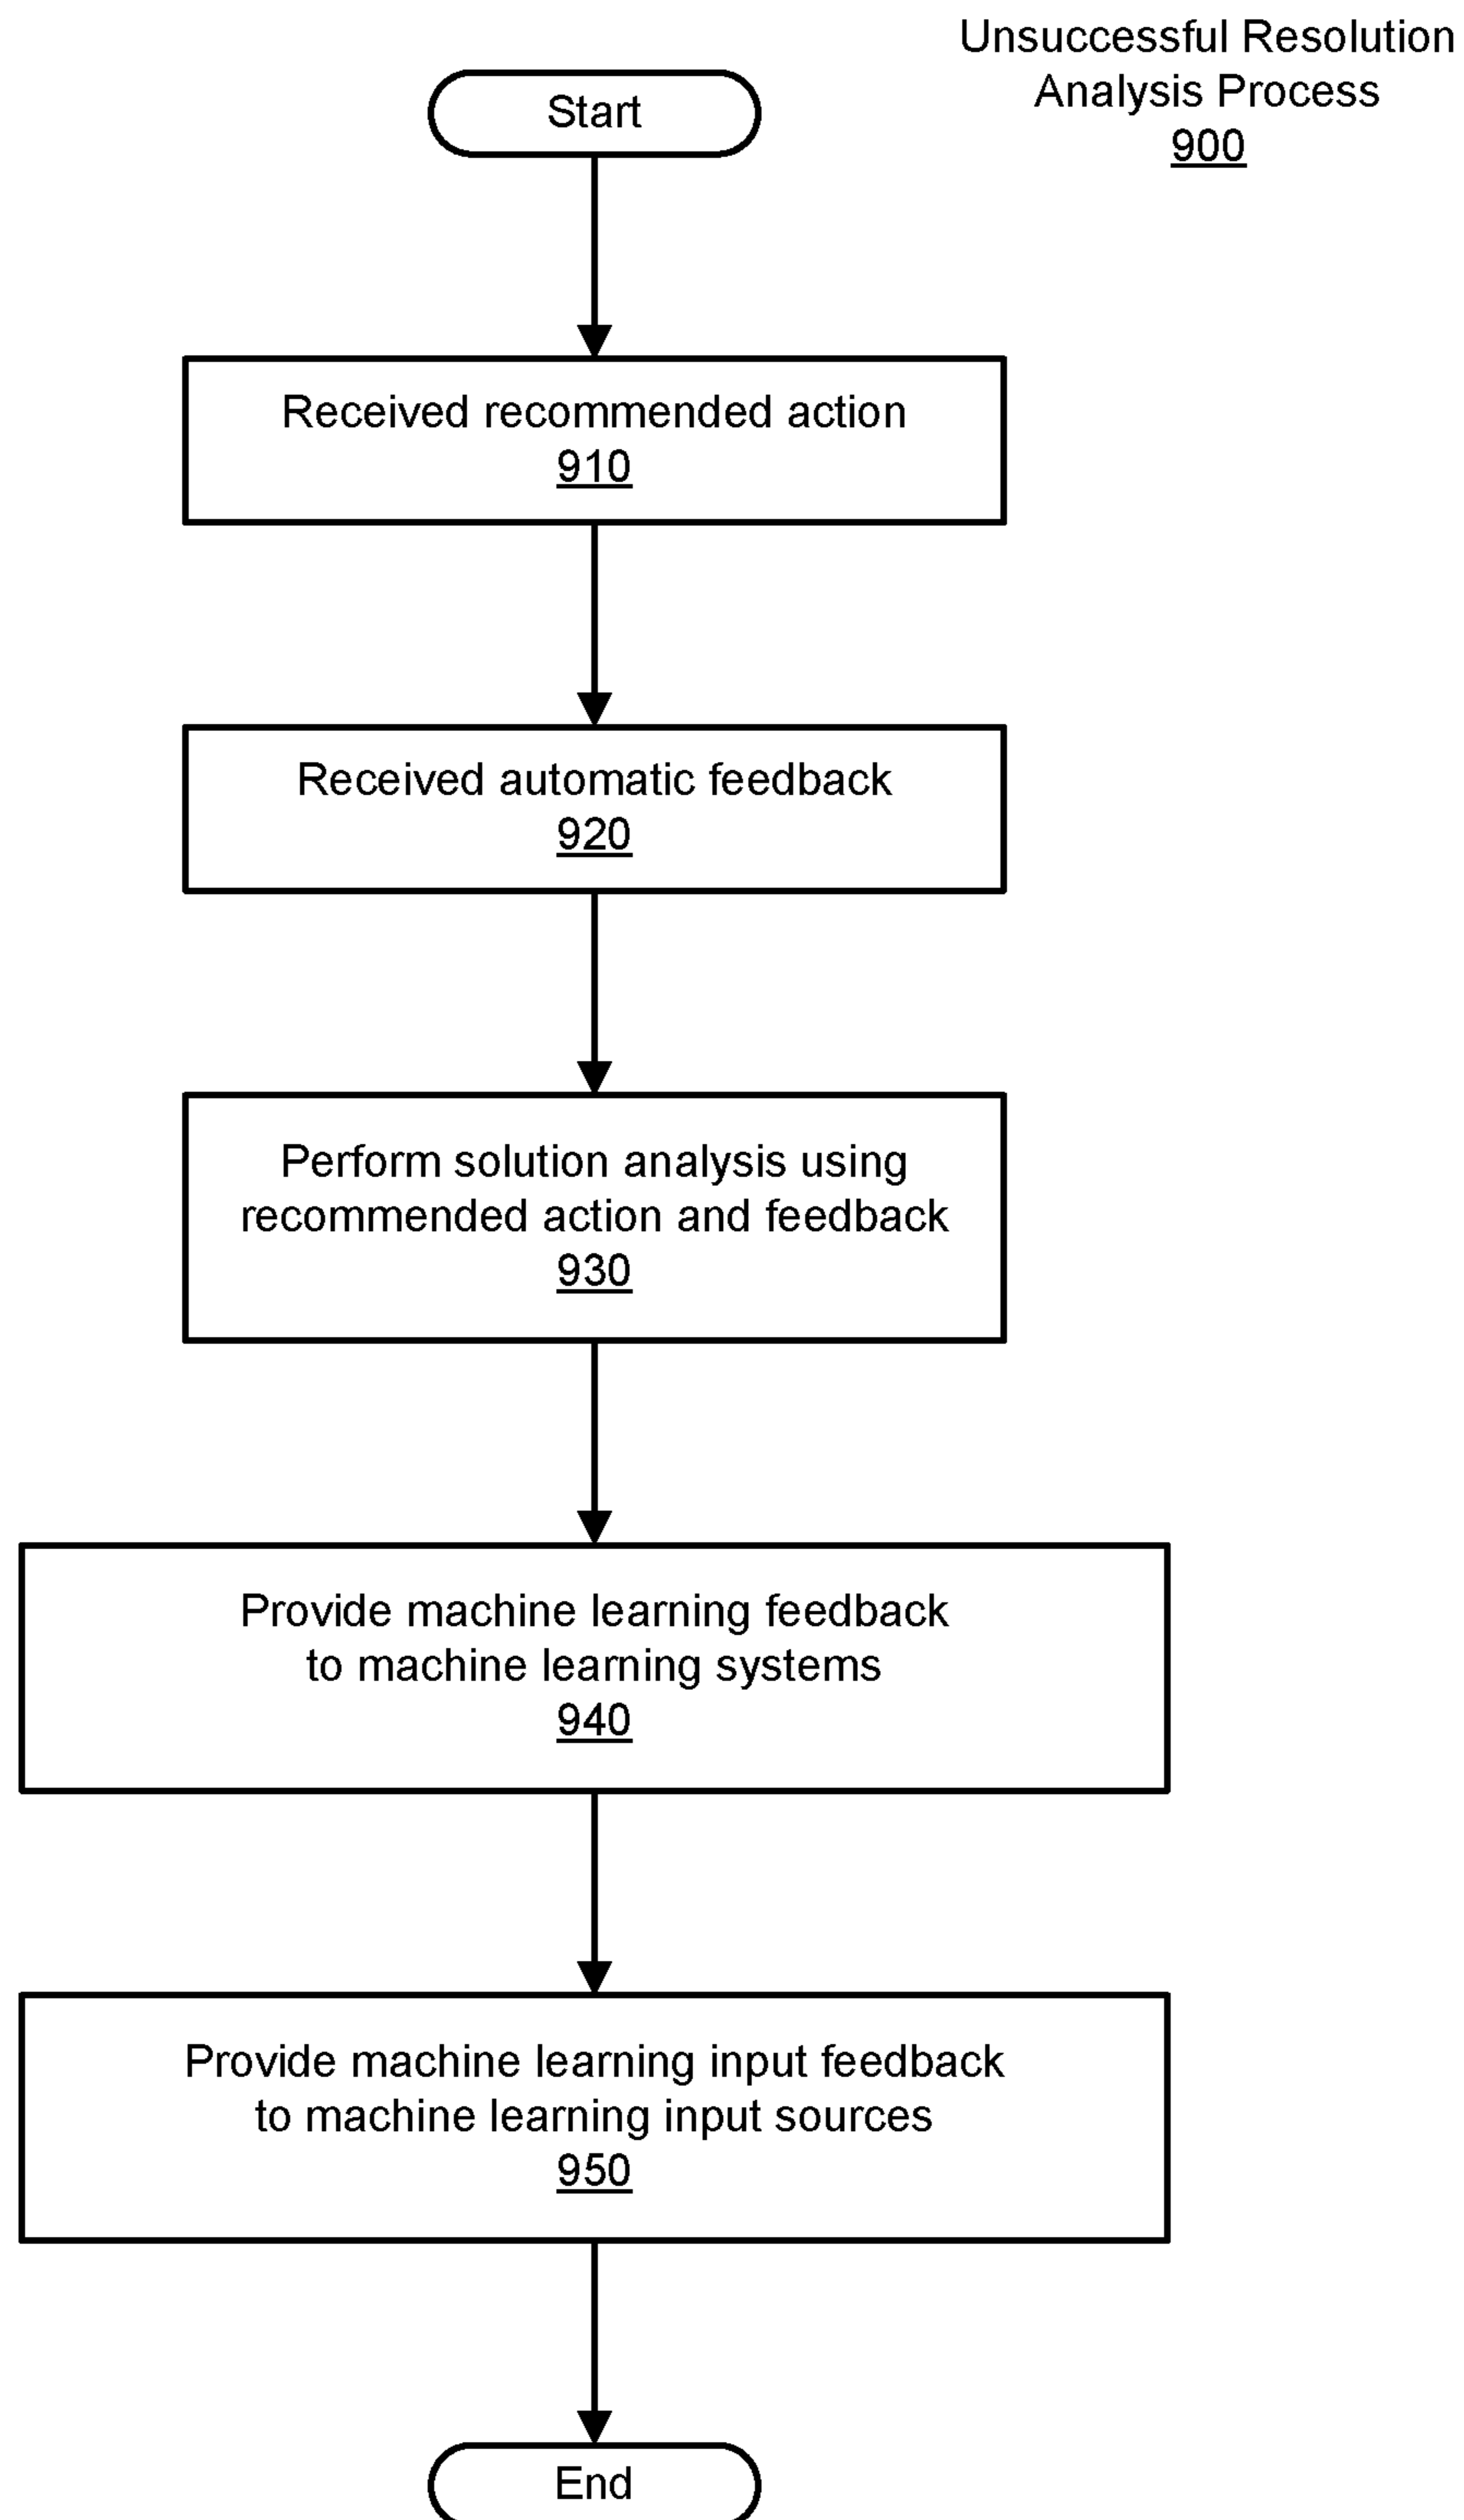 Unsuccessful Resolution
Analysis Process
900
Start
Received recommended action
910
Received automatic feedback
920
Perform solution analysis using
recommended action and feedback
930
Provide machine learning feedback
to machine learning systems
940
Provide machine learning input feedback
to machine learning input sources
950
End